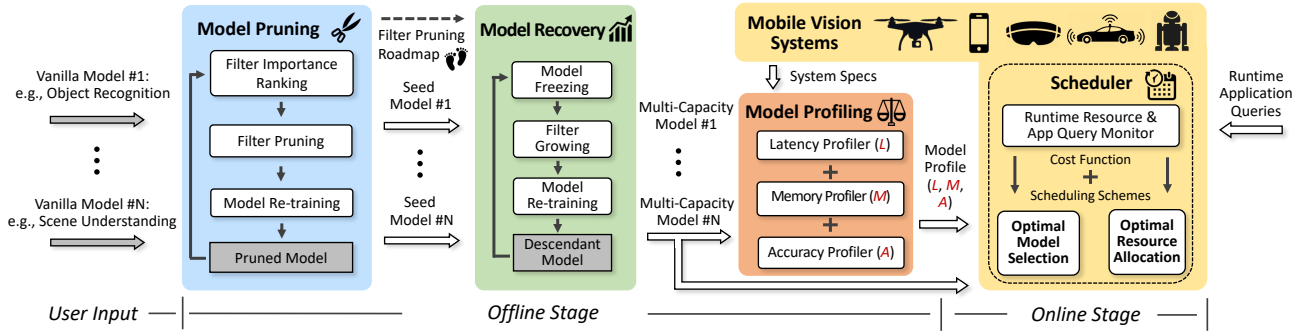 Vanilla Model #1:
e.g., Object Recognition
Vanilla Model #N:
e.g., Scene Understanding
Model Pruning
Filter Importance
Ranking
Filter Pruning
Model Re-training
Pruned Model
Filter Pruning
Roadmap
Seed
Model #1
Seed
Model #N
Model Recovery
Model
Freezing
Filter
Growing
Model
Re-training
Descendant
Model
Multi-Capacity
Model #1
Multi-Capacity
Model #N
Mobile Vision
Systems
System Specs
Model Profiling
Latency Profiler (L)
+
Memory Profiler (M)
+
Accuracy Profiler (A)
Model
Profile
(L, M,
A)
Scheduler
Runtime Resource &
App Query Monitor
Cost Function
+
Scheduling Schemes
Optimal
Model
Selection
Optimal
Resource
Allocation
Runtime
Application
Queries
User Input
Offline Stage
Online Stage